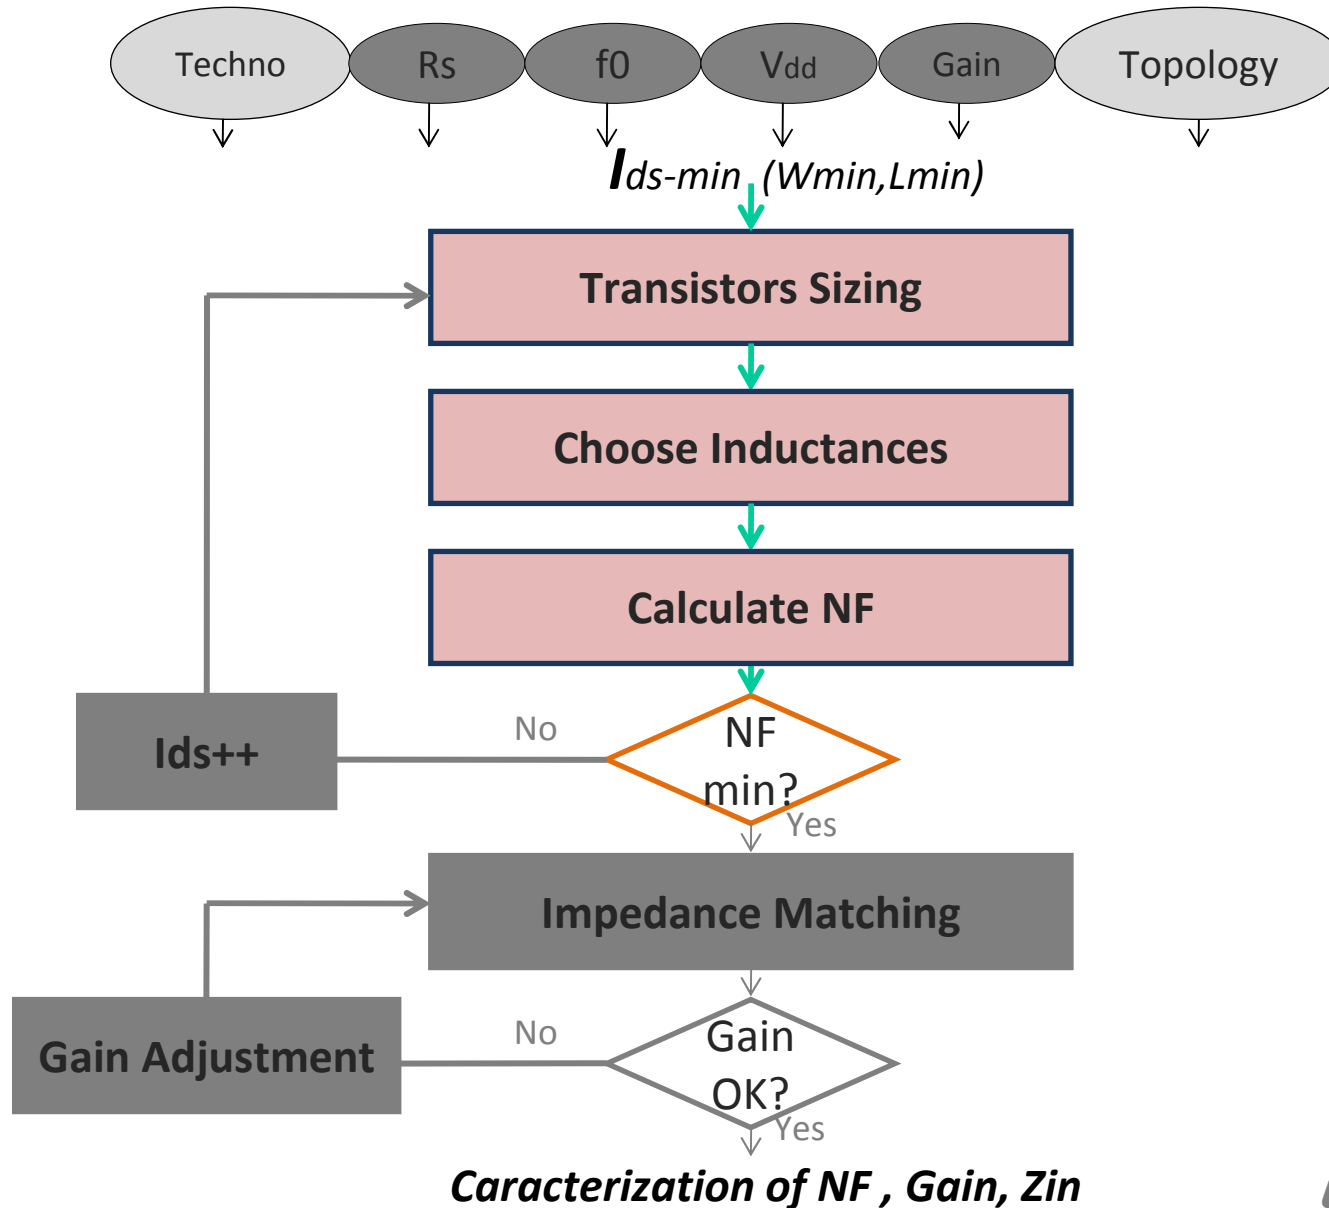 Techno Rs f0 Vdd Gain Topology
Ids-min (Wmin,Lmin)
Transistors Sizing
Choose Inductances
Calculate NF
Ids++
No
NF
min?
Yes
Impedance Matching
Gain Adjustment
No
Gain
OK?
Yes
Caracterization of NF , Gain, Zin